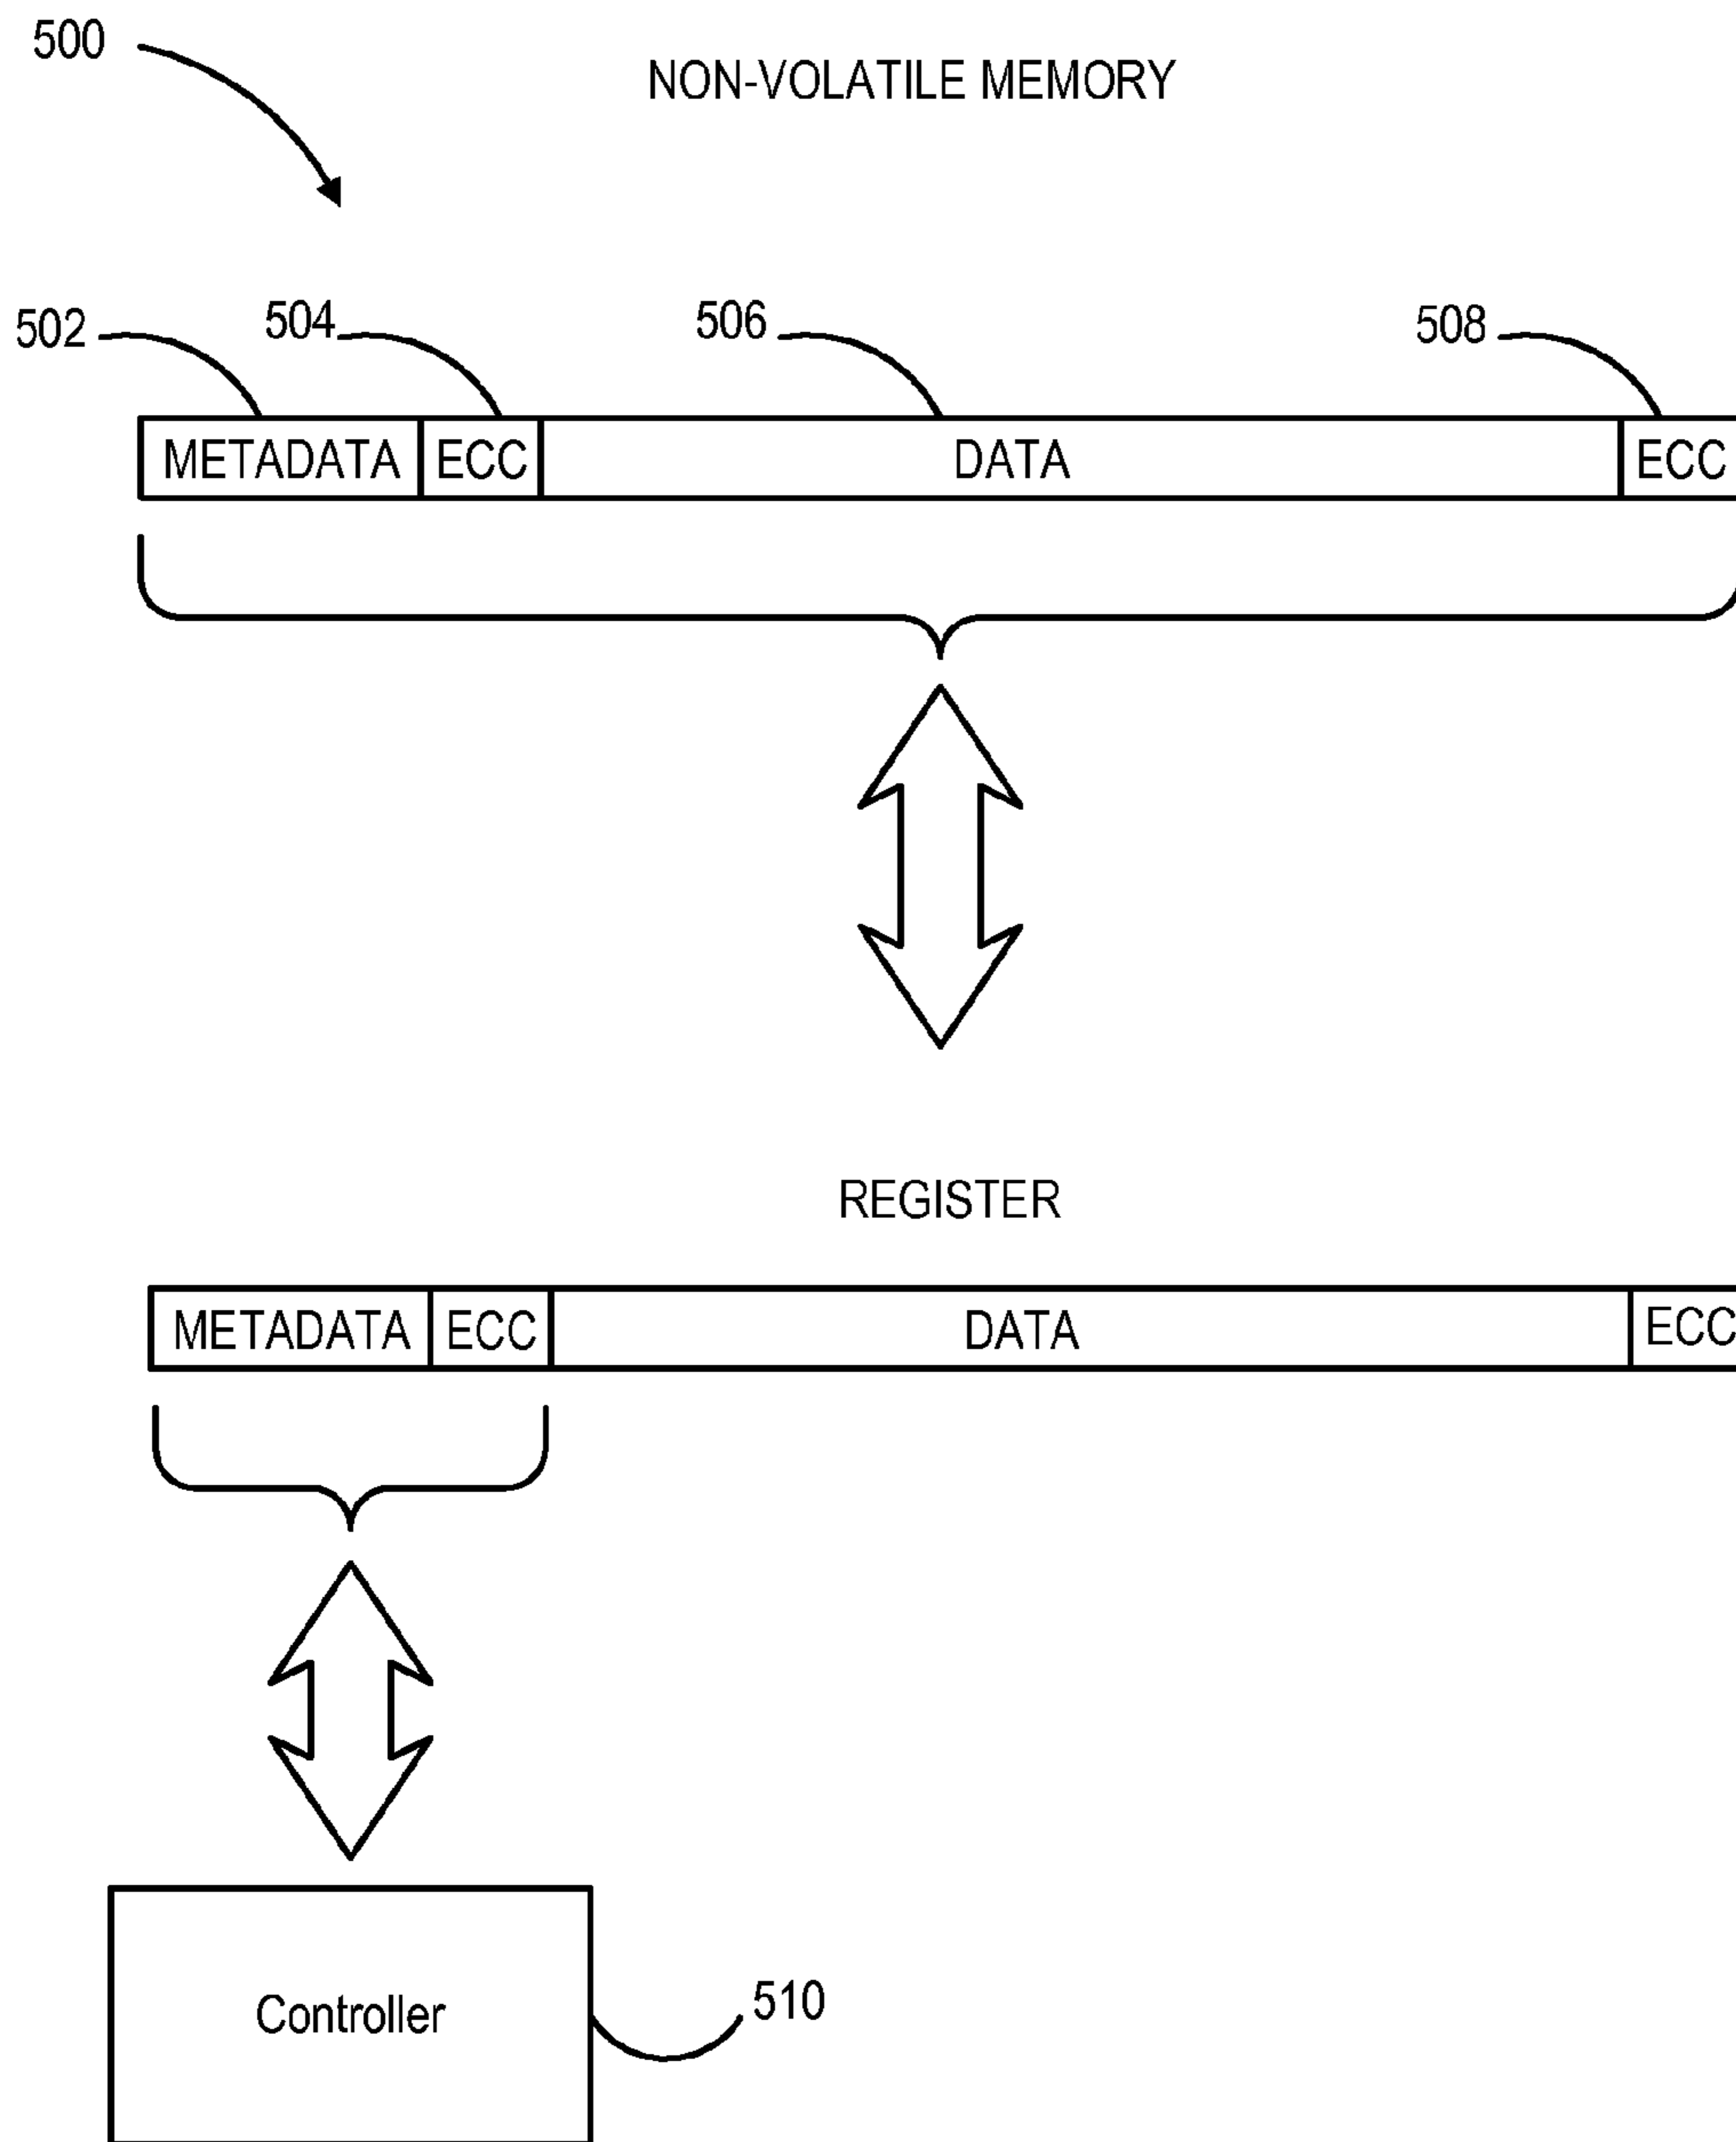 500
NON-VOLATILE MEMORY
502 504 506 508
METADATA ECC DATA ECC
REGISTER
METADATA ECC DATA ECC
Controller
510